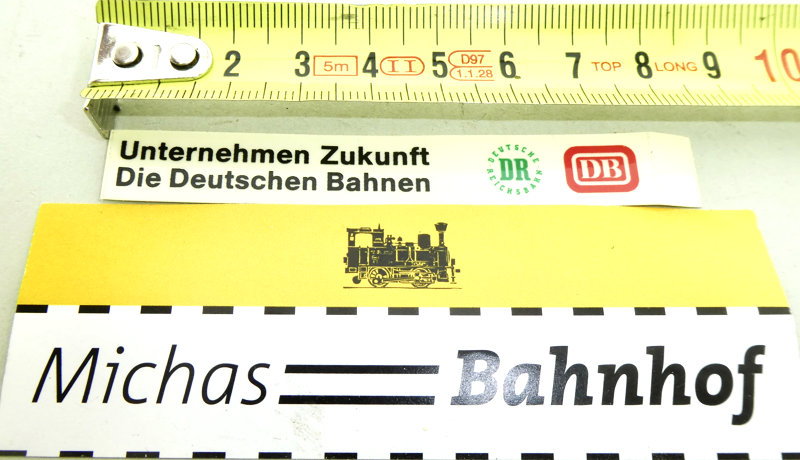 2 3 5m 4 II 5 D97 6 7 TOP 8 LONG 9 10
1.1.28
Unternehmen Zukunft
Die Deutschen Bahnen
DEUTSCHE
DR
REICHSBAHN
DB
Michas Bahnhof